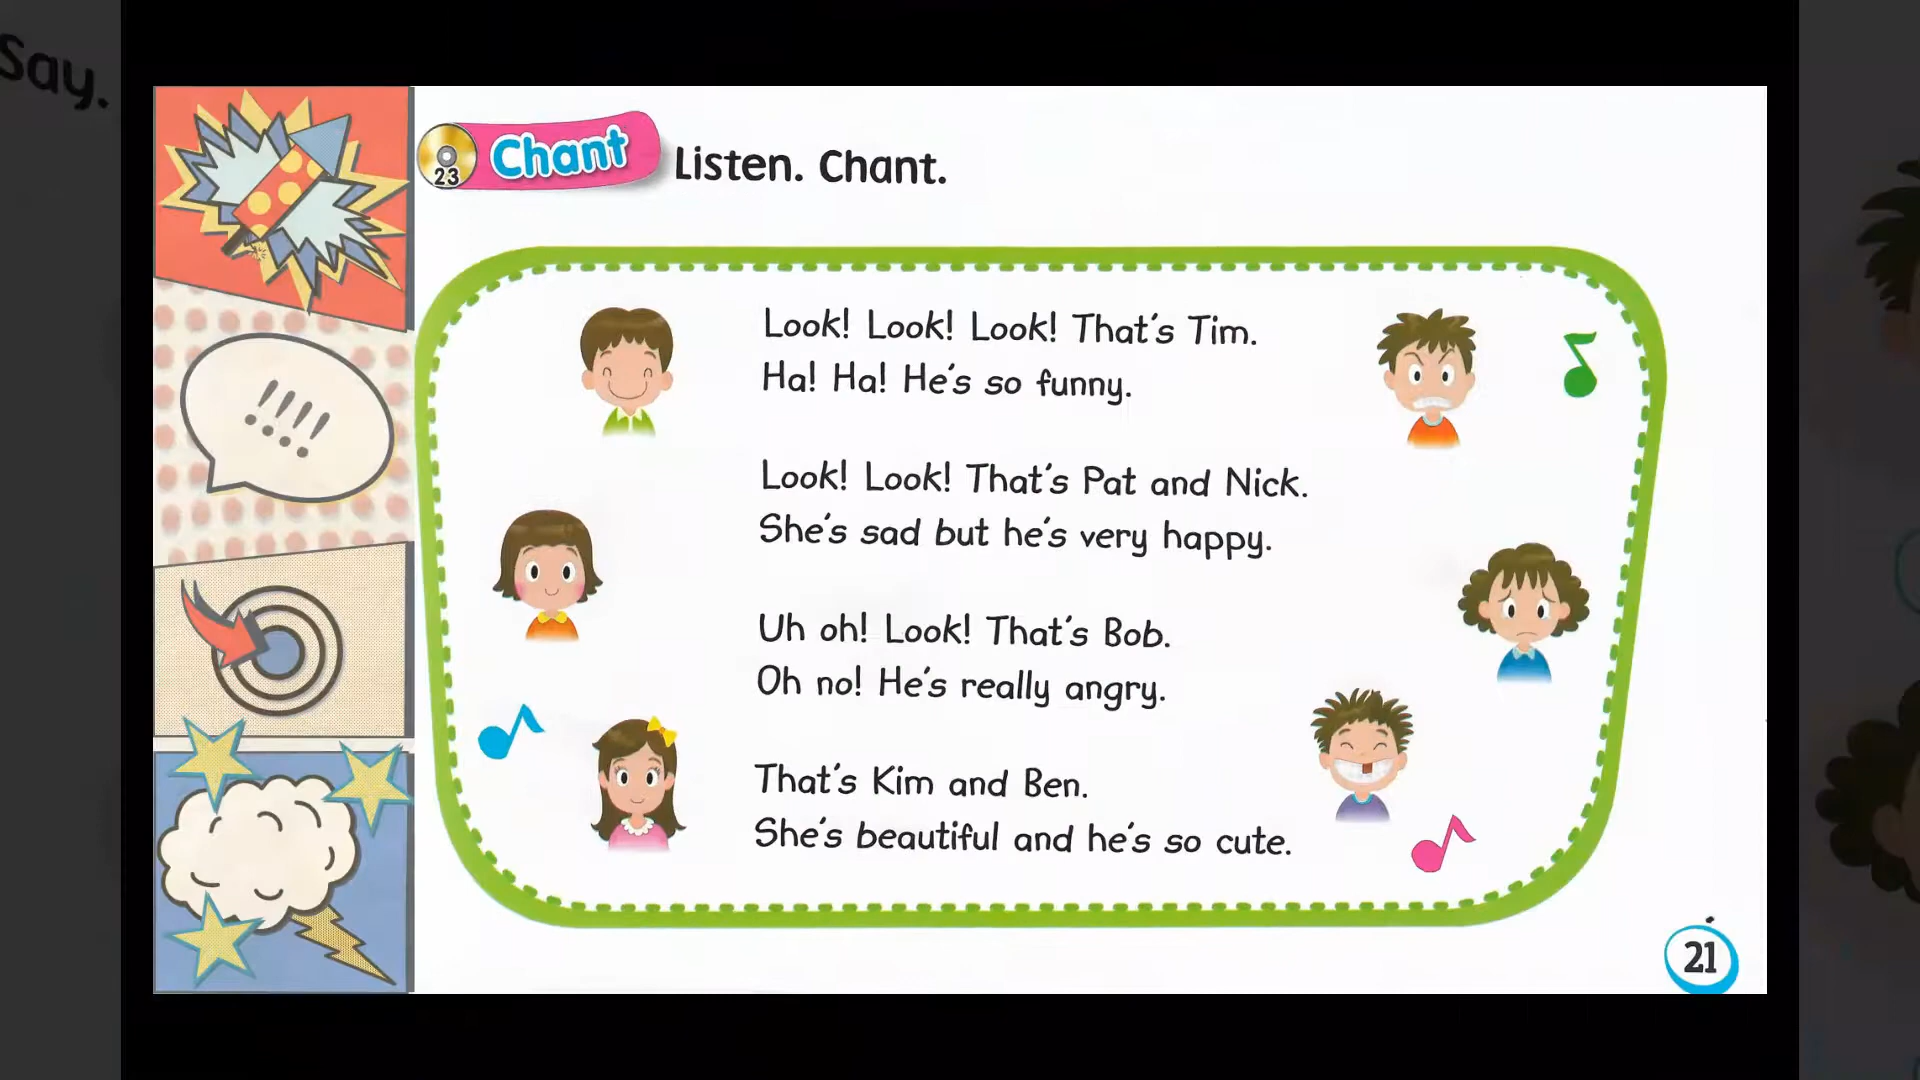 Say.
23
Chant Listen. Chant.
Look! Look! Look! That's Tim.
Ha! Ha! He's so funny.
!!!!
Look! Look! That's Pat and Nick.
She's sad but he's very happy.
Uh oh! Look! That's Bob.
Oh no! He's really angry.
That's Kim and Ben.
She's beautiful and he's so cute.
21